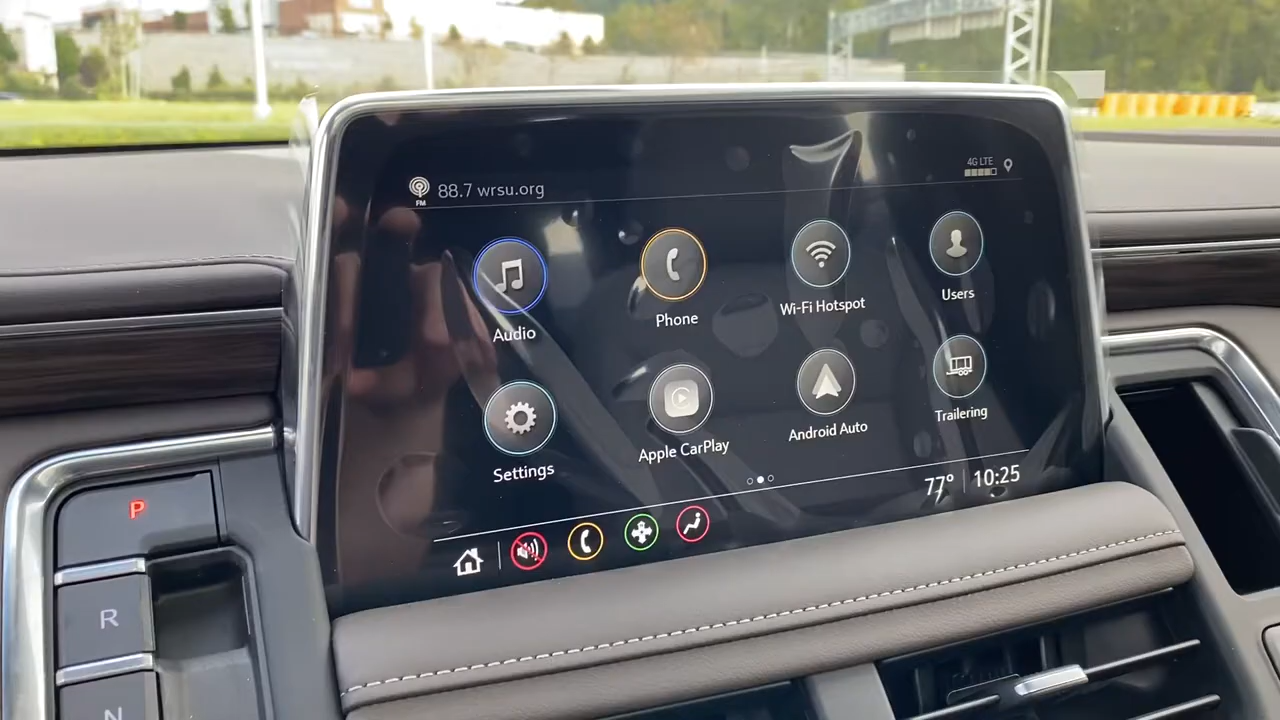 FM
88.7 wrsu.org
4G LTE
Audio
Phone
Wi-Fi Hotspot
Users
Settings
Apple CarPlay
Android Auto
Trailering
77° 10:25
P
R
N